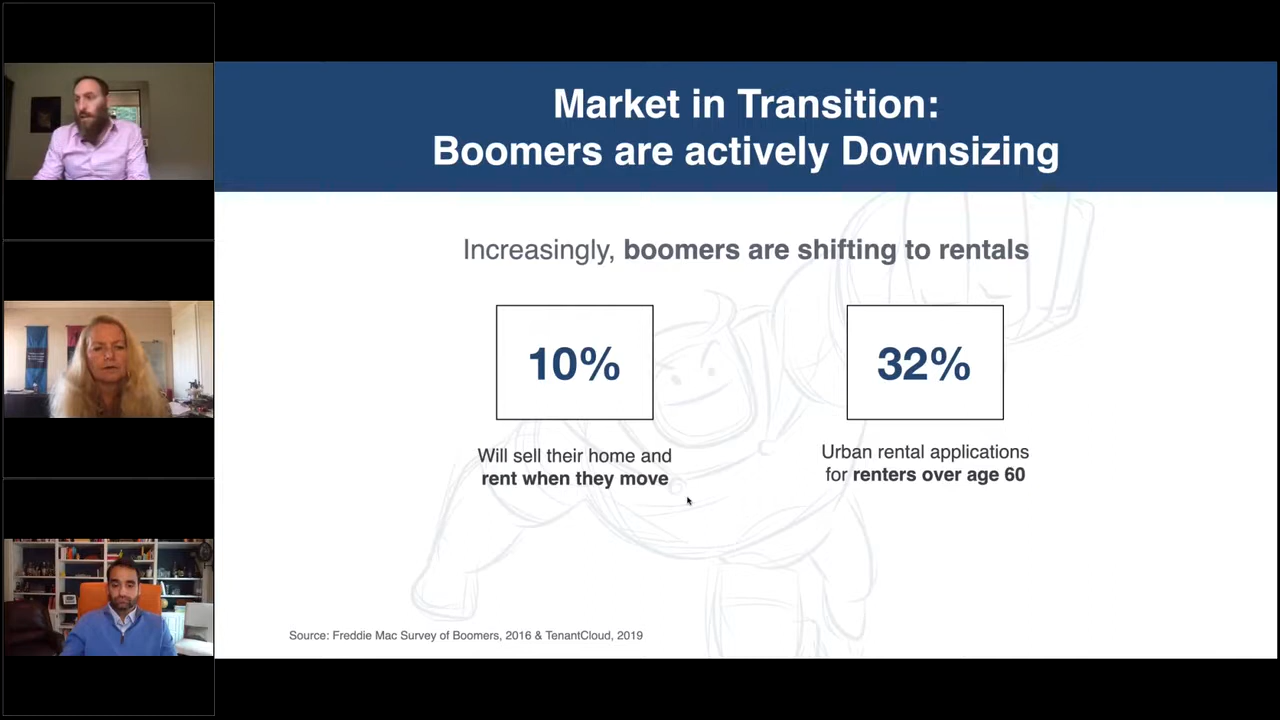 Market in Transition:
Boomers are actively Downsizing
Increasingly, boomers are shifting to rentals
10%
32%
Will sell their home and
rent when they move
Urban rental applications
for renters over age 60
Source: Freddie Mac Survey of Boomers, 2016 & TenantCloud, 2019